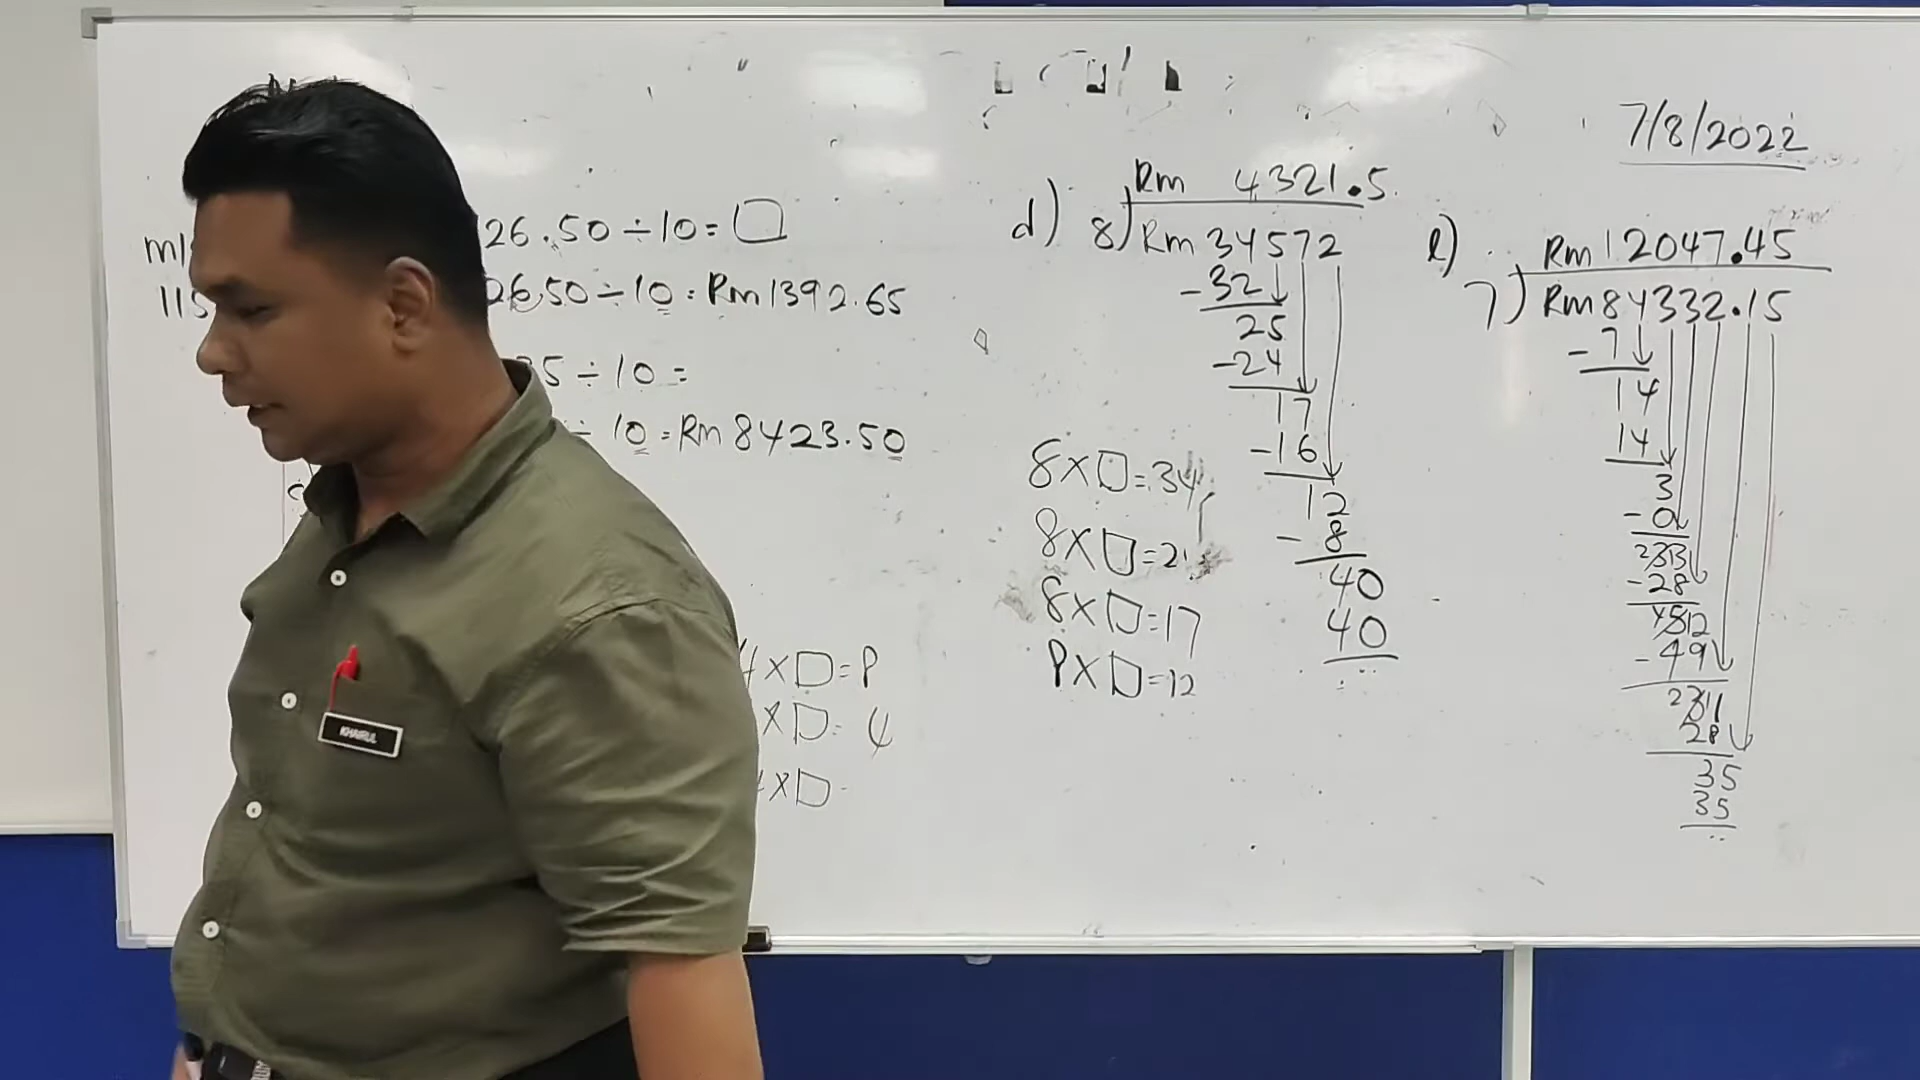 7/8/2022
26.50 ÷ 10 = □
26.50 ÷ 10 = Rm 1392.65
35 ÷ 10 =
÷ 10 = Rm 8423.50
4 × □ = 8
× □ = 4
× □
d) Rm 4321.5
8) Rm 34572
- 32
25
- 24
17
- 16
12
- 8
40
40
8 × □ = 34
8 × □ = 2
8 × □ = 17
8 × □ = 12
e) Rm 12047.45
7) Rm 84332.15
- 7
14
14
3
- 0
33
- 28
- 49
28
35
35
KHAIRUL